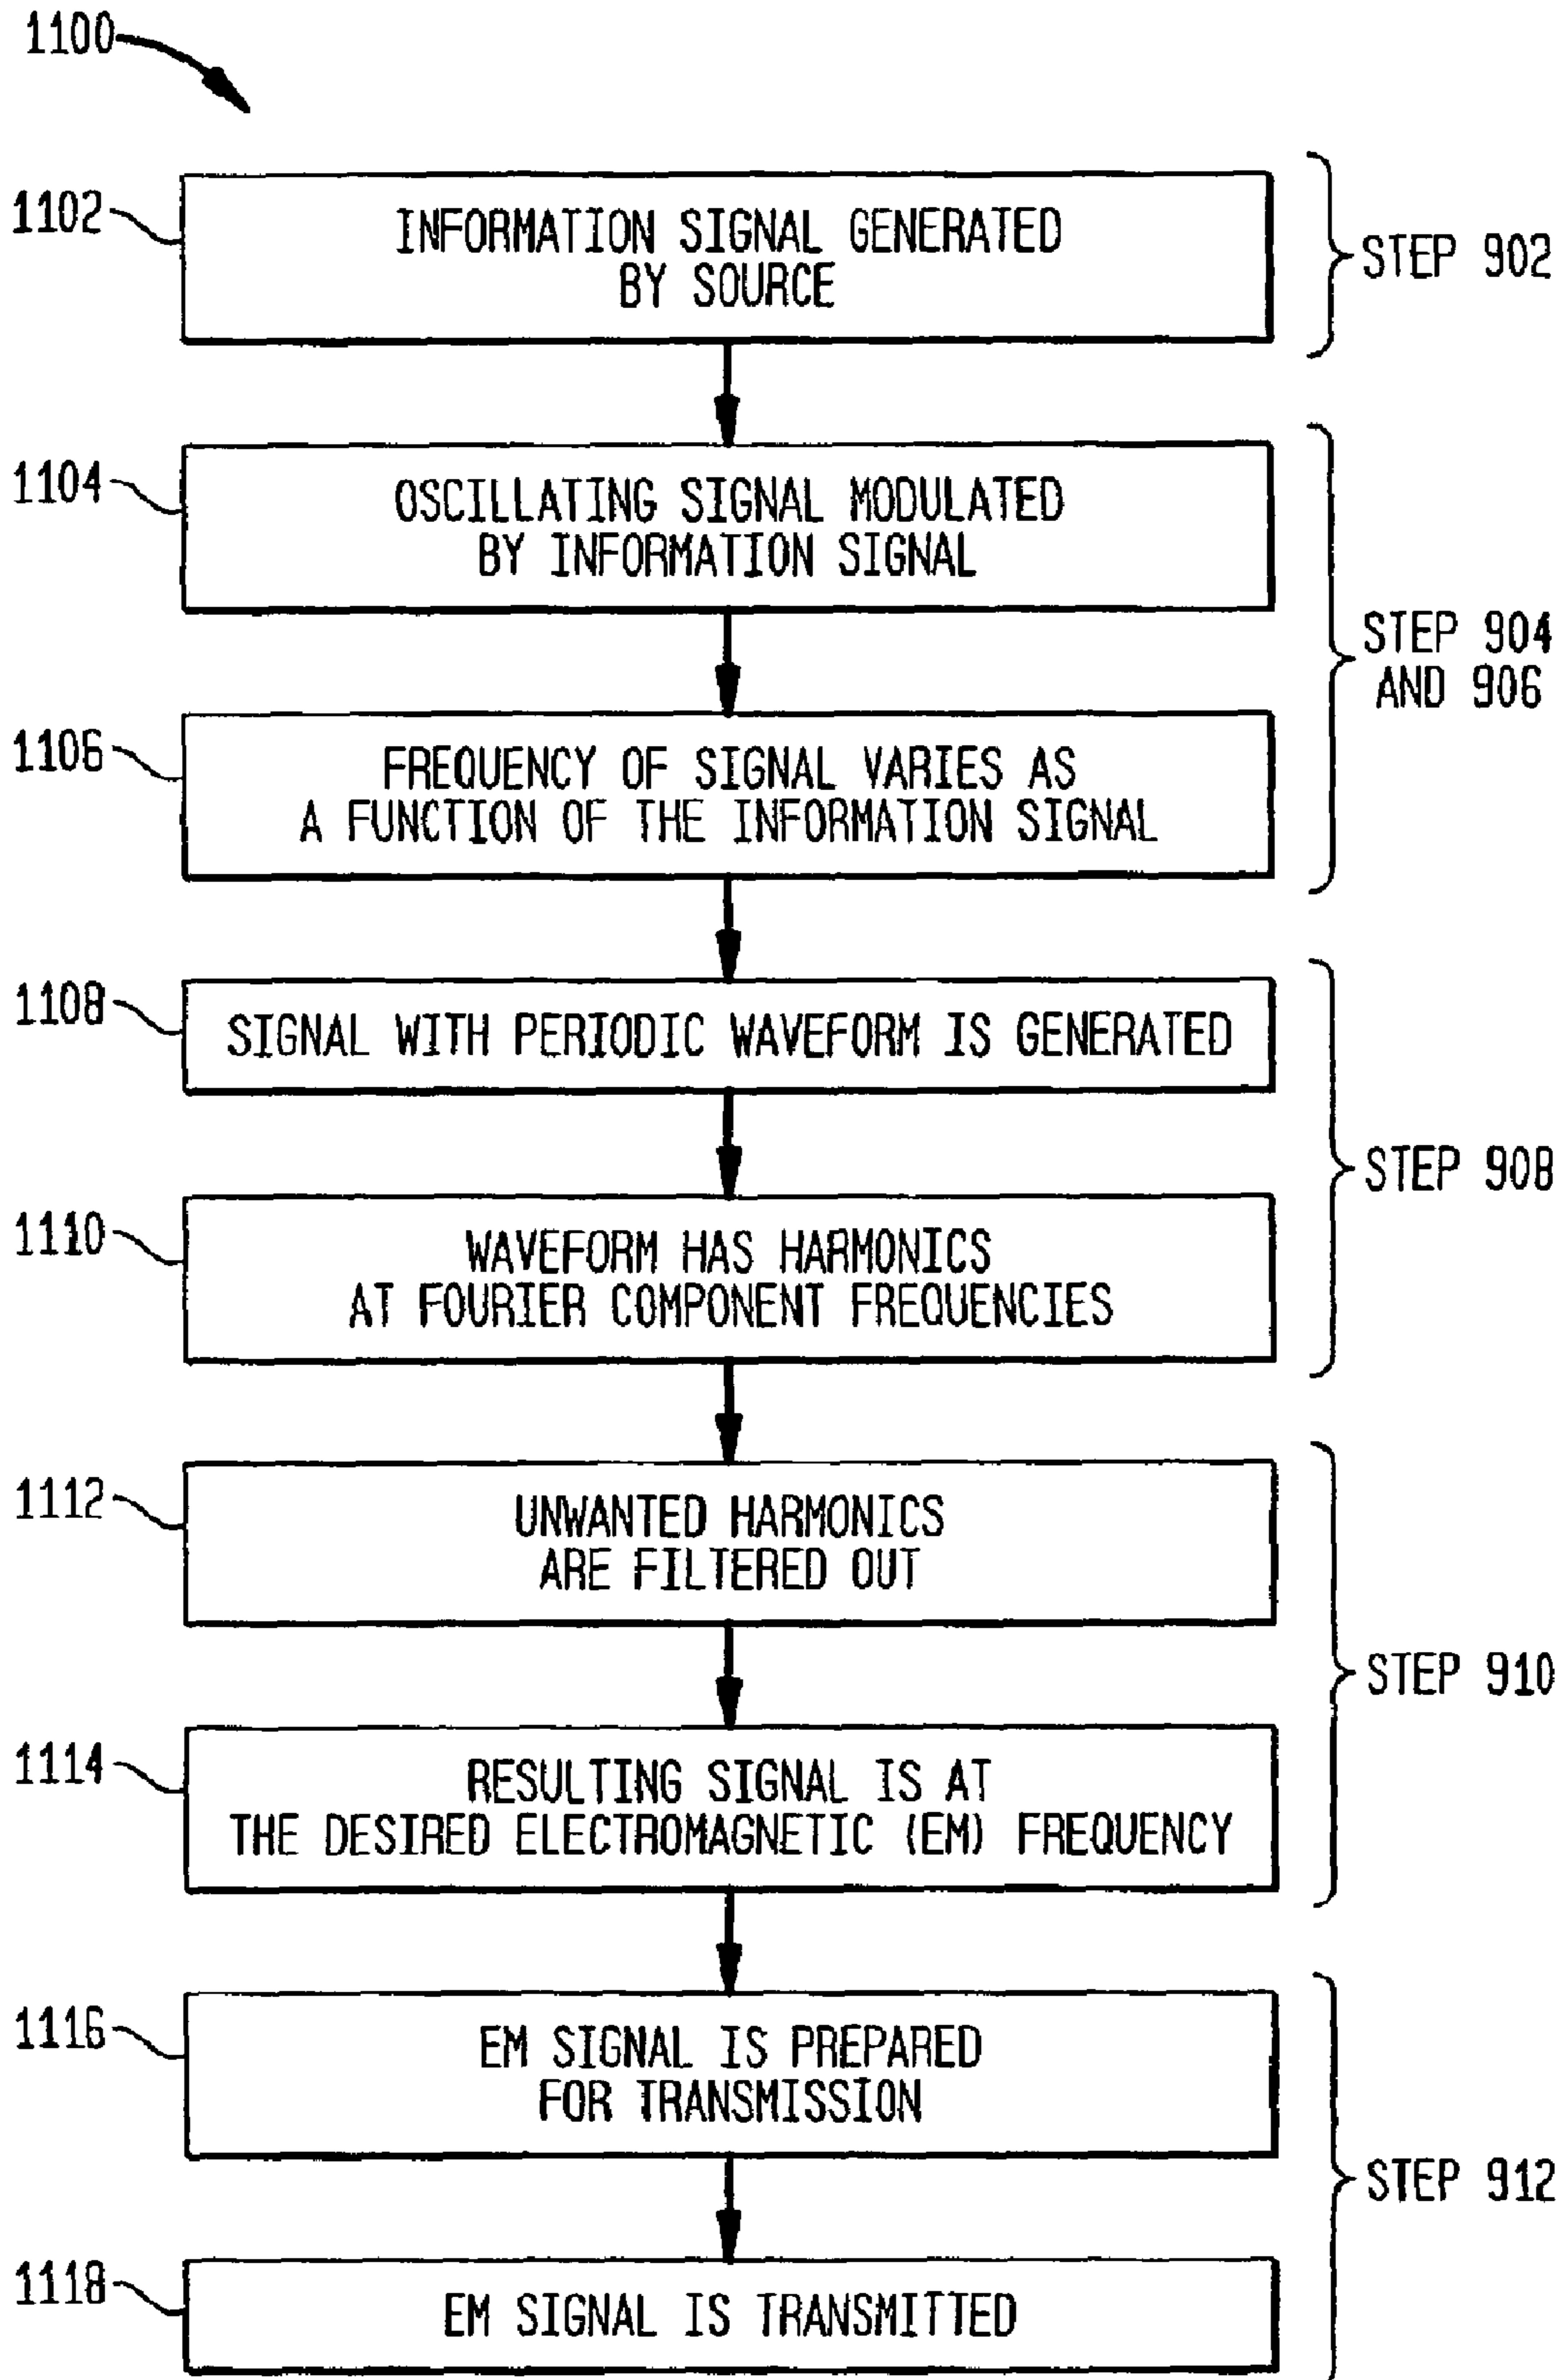 1100
1102
INFORMATION SIGNAL GENERATED
BY SOURCE
STEP 902
1104
OSCILLATING SIGNAL MODULATED
BY INFORMATION SIGNAL
STEP 904
AND 906
1106
FREQUENCY OF SIGNAL VARIES AS
A FUNCTION OF THE INFORMATION SIGNAL
1108
SIGNAL WITH PERIODIC WAVEFORM IS GENERATED
STEP 908
1110
WAVEFORM HAS HARMONICS
AT FOURIER COMPONENT FREQUENCIES
1112
UNWANTED HARMONICS
ARE FILTERED OUT
STEP 910
1114
RESULTING SIGNAL IS AT
THE DESIRED ELECTROMAGNETIC (EM) FREQUENCY
1116
EM SIGNAL IS PREPARED
FOR TRANSMISSION
STEP 912
1118
EM SIGNAL IS TRANSMITTED